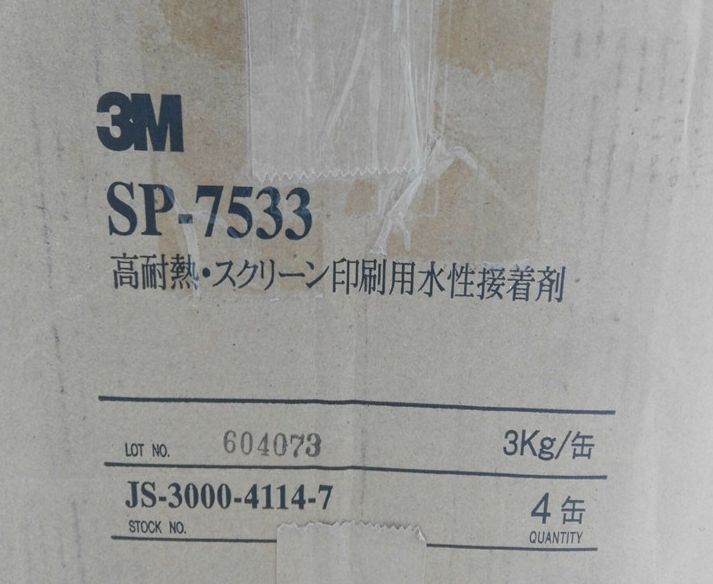 3M
SP-7533
高耐熱・スクリーン印刷用水性接着剤
LOT NO. 604073 3Kg/缶
JS-3000-4114-7 4缶
STOCK NO. QUANTITY